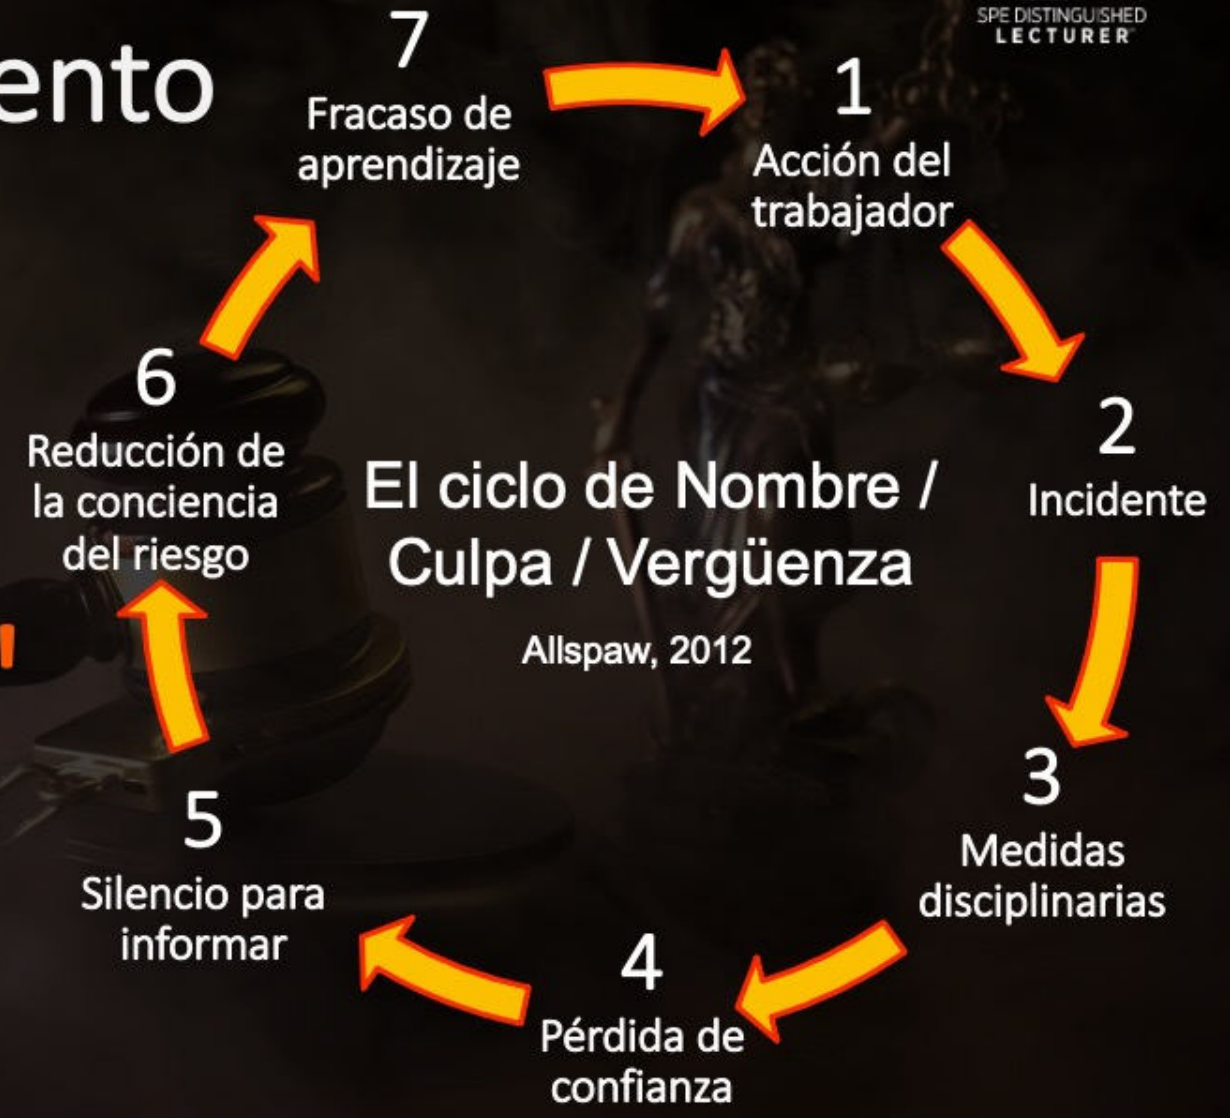 SPE DISTINGUISHED
LECTURER
ento
7
Fracaso de
aprendizaje
1
Acción del
trabajador
2
Incidente
3
Medidas
disciplinarias
4
Pérdida de
confianza
5
Silencio para
informar
6
Reducción de
la conciencia
del riesgo
El ciclo de Nombre /
Culpa / Vergüenza
Allspaw, 2012